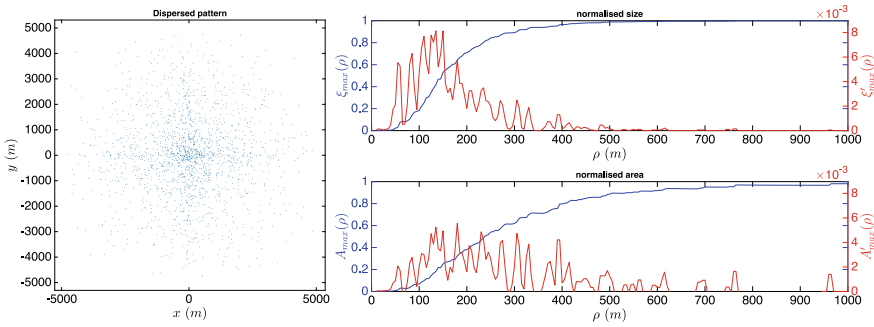 Dispersed pattern
5000
4000
3000
2000
1000
0
-1000
-2000
-3000
-4000
-5000
y (m)
-5000 0 5000
x (m)
normalised size
×10⁻³
1
0.8
0.6
0.4
0.2
0
ξmax(ρ)
8
6
4
2
0
ξ'max(ρ)
0 100 200 300 400 500 600 700 800 900 1000
ρ (m)
normalised area
×10⁻³
1
0.8
0.6
0.4
0.2
0
Amax(ρ)
8
6
4
2
0
A'max(ρ)
0 100 200 300 400 500 600 700 800 900 1000
ρ (m)